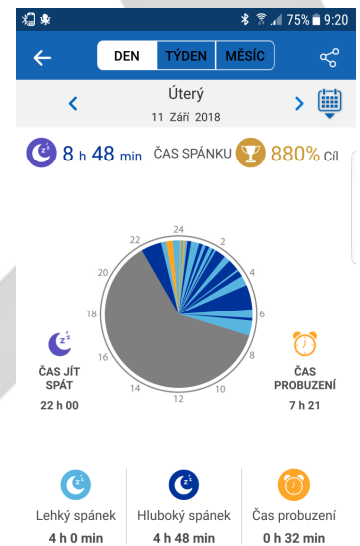 75% 9:20
DEN TÝDEN MĚSÍC
Úterý
11 Září 2018
8 h 48 min ČAS SPÁNKU 880% Cíl
24
22 2
20 4
18 6
16 8
14 10
12
ČAS JÍT
SPÁT
22 h 00
ČAS
PROBUZENÍ
7 h 21
Lehký spánek Hluboký spánek Čas probuzení
4 h 0 min 4 h 48 min 0 h 32 min